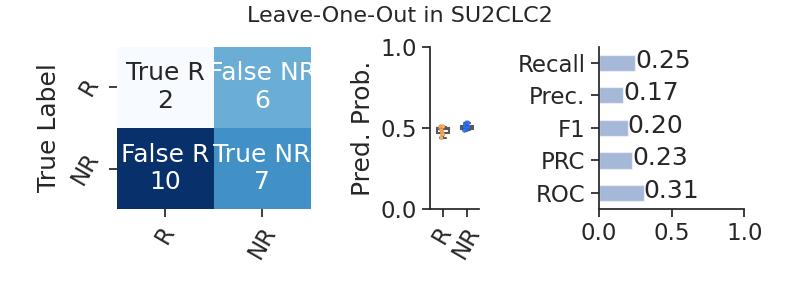 Leave-One-Out in SU2CLC2
True Label
R
NR
True R
2
False NR
6
False R
10
True NR
7
R
NR
Pred. Prob.
1.0
0.5
0.0
R
NR
Recall
Prec.
F1
PRC
ROC
0.25
0.17
0.20
0.23
0.31
0.0
0.5
1.0